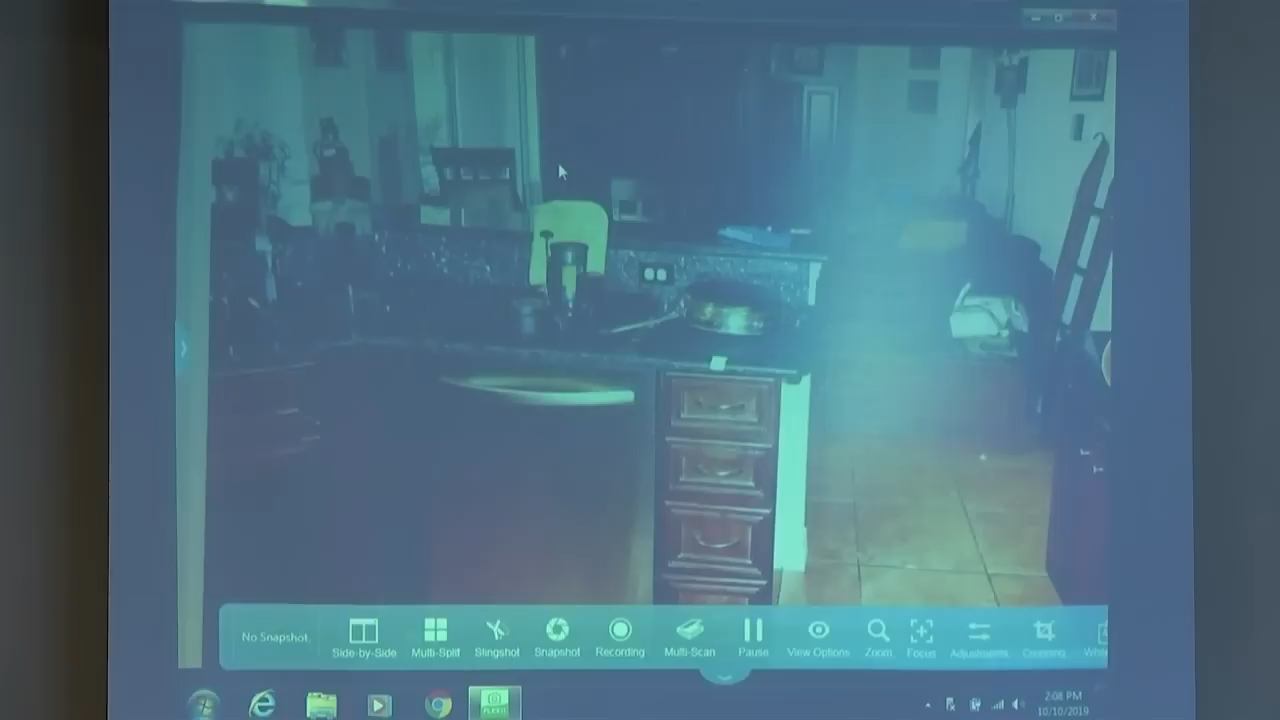 No Snapshot.
Side-by-Side
Multi-Split
Slingshot
Snapshot
Recording
Multi-Scan
Pause
View Options
Zoom
Focus
Adjustments
2:08 PM
10/10/2019